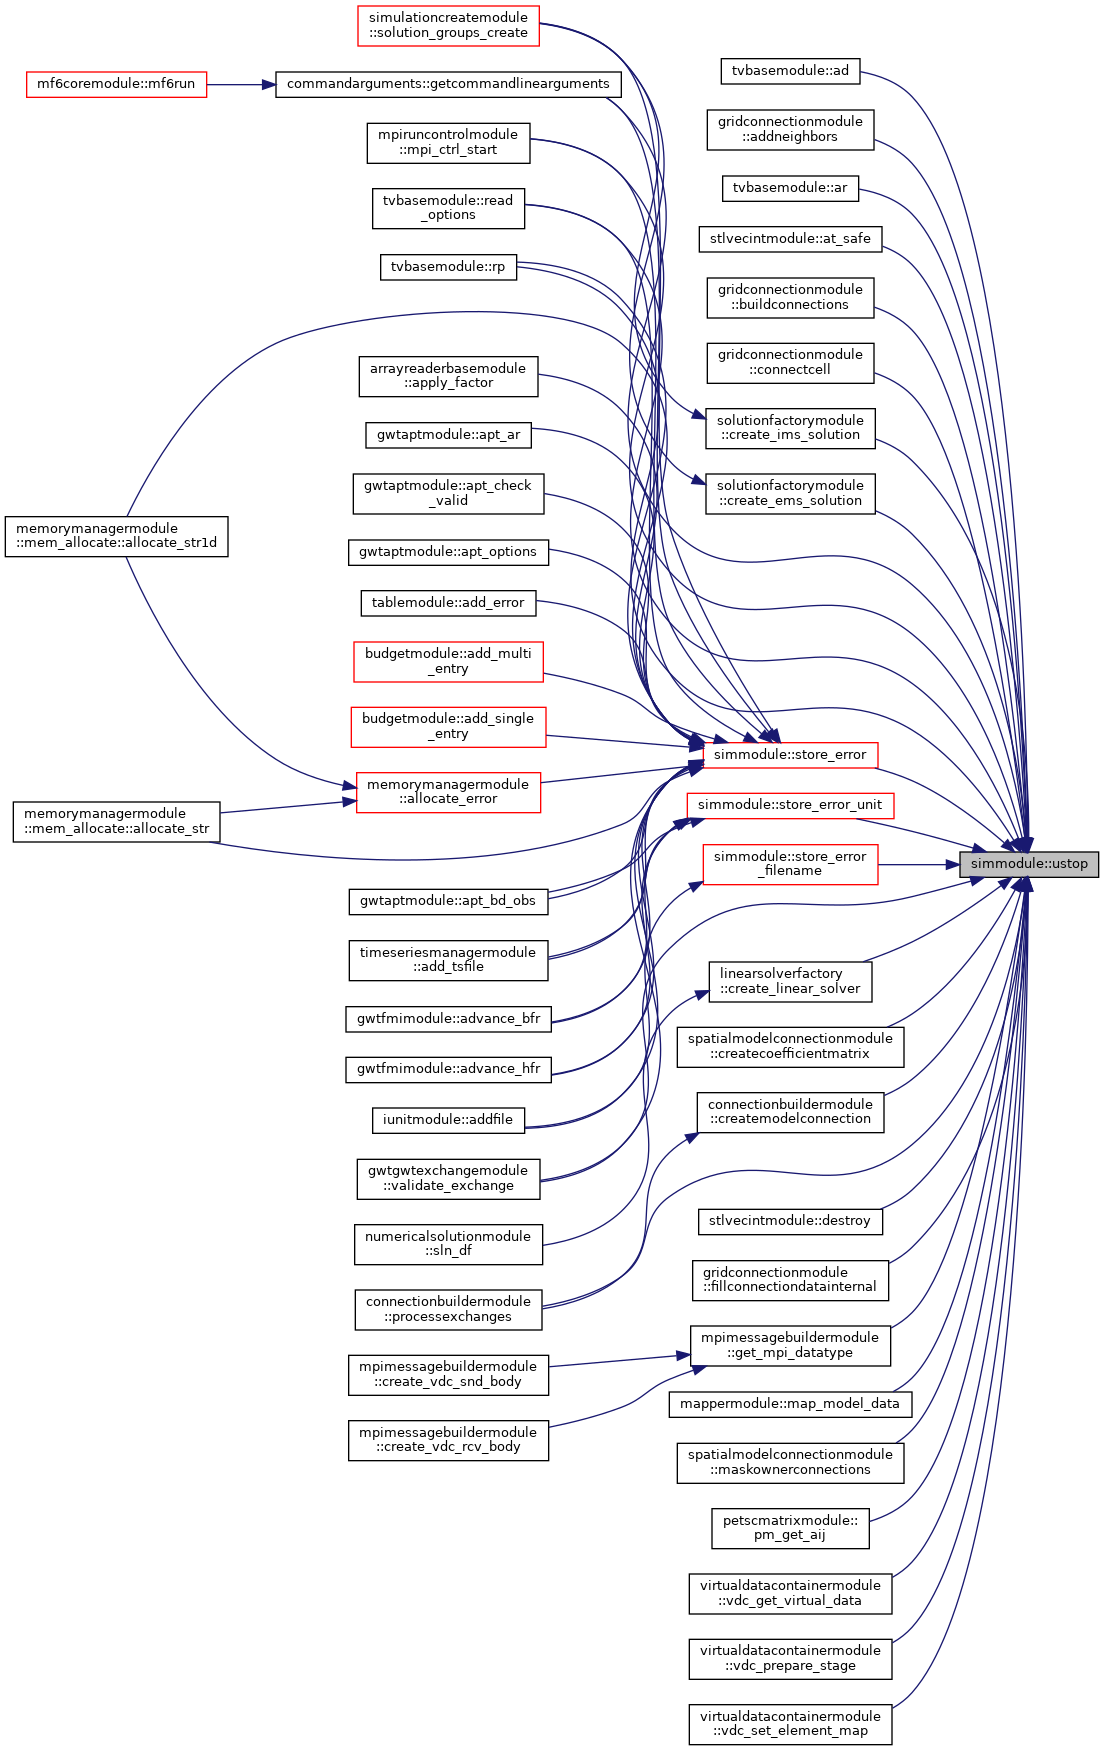 simulationcreatemodule
::solution_groups_create
mf6coremodule::mf6run
commandarguments::getcommandlinearguments
mpiruncontrolmodule
::mpi_ctrl_start
tvbasemodule::read
_options
tvbasemodule::rp
arrayreaderbasemodule
::apply_factor
gwtaptmodule::apt_ar
gwtaptmodule::apt_check
_valid
memorymanagermodule
::mem_allocate::allocate_str1d
gwtaptmodule::apt_options
tablemodule::add_error
budgetmodule::add_multi
_entry
budgetmodule::add_single
_entry
memorymanagermodule
::allocate_error
memorymanagermodule
::mem_allocate::allocate_str
gwtaptmodule::apt_bd_obs
timeseriesmanagermodule
::add_tsfile
gwtfmimodule::advance_bfr
gwtfmimodule::advance_hfr
iunitmodule::addfile
gwtgwtexchangemodule
::validate_exchange
numericalsolutionmodule
::sln_df
connectionbuildermodule
::processexchanges
mpimessagebuildermodule
::create_vdc_snd_body
mpimessagebuildermodule
::create_vdc_rcv_body
tvbasemodule::ad
gridconnectionmodule
::addneighbors
tvbasemodule::ar
stlvecintmodule::at_safe
gridconnectionmodule
::buildconnections
gridconnectionmodule
::connectcell
solutionfactorymodule
::create_ims_solution
solutionfactorymodule
::create_ems_solution
simmodule::store_error
simmodule::store_error_unit
simmodule::store_error
_filename
simmodule::ustop
linearsolverfactory
::create_linear_solver
spatialmodelconnectionmodule
::createcoefficientmatrix
connectionbuildermodule
::createmodelconnection
stlvecintmodule::destroy
gridconnectionmodule
::fillconnectiondatainternal
mpimessagebuildermodule
::get_mpi_datatype
mappermodule::map_model_data
spatialmodelconnectionmodule
::maskownerconnections
petscmatrixmodule::
pm_get_aij
virtualdatacontainermodule
::vdc_get_virtual_data
virtualdatacontainermodule
::vdc_prepare_stage
virtualdatacontainermodule
::vdc_set_element_map